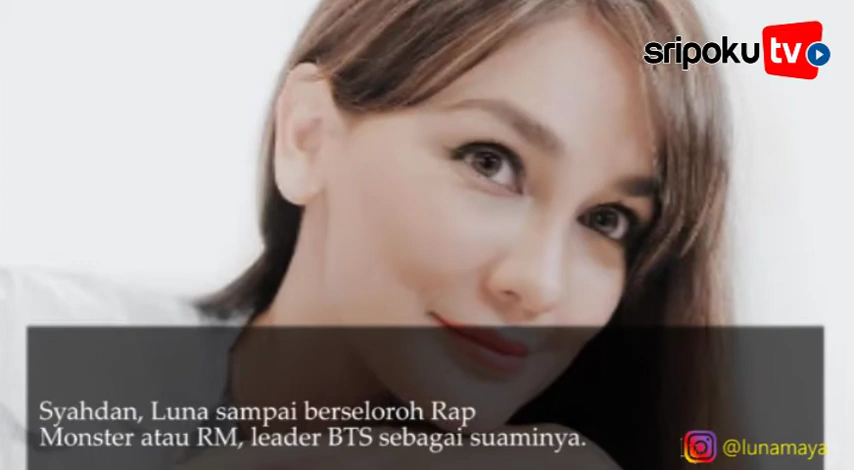 sripoku tv
Syahdan, Luna sampai berseloroh Rap
Monster atau RM, leader BTS sebagai suaminya.
@lunamaya